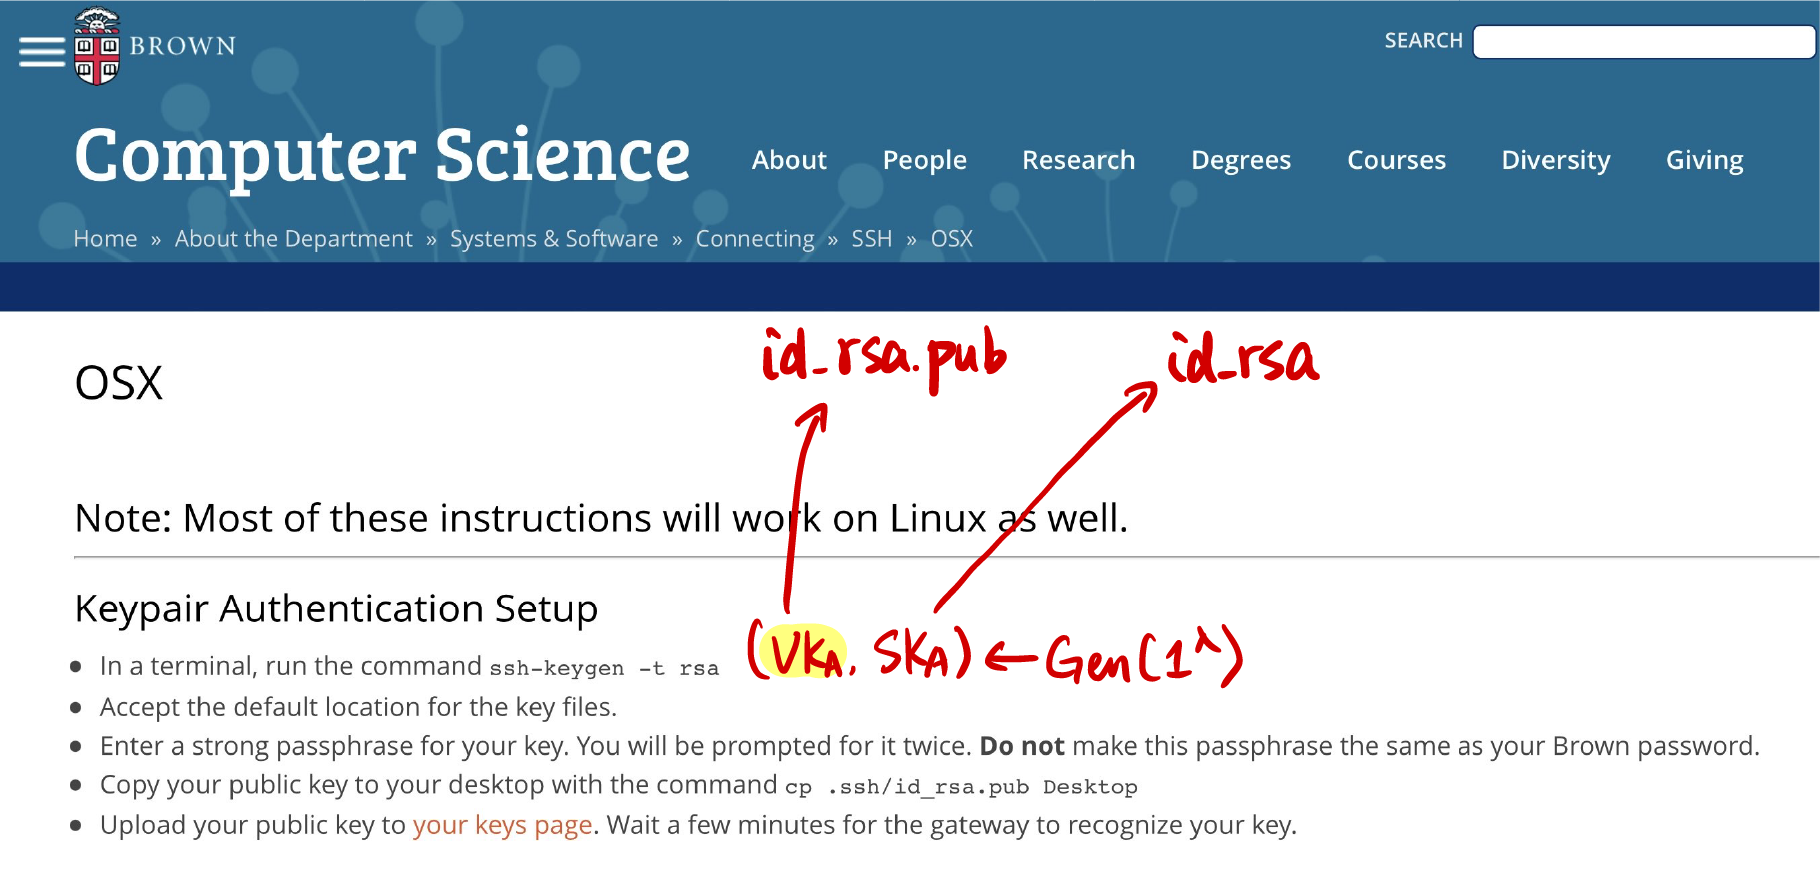 BROWN
SEARCH
Computer Science
About People Research Degrees Courses Diversity Giving
Home » About the Department » Systems & Software » Connecting » SSH » OSX
id_rsa.pub id_rsa
OSX
Note: Most of these instructions will work on Linux as well.
Keypair Authentication Setup
• In a terminal, run the command ssh-keygen -t rsa (VK_A, SK_A) ← Gen(1^λ)
• Accept the default location for the key files.
• Enter a strong passphrase for your key. You will be prompted for it twice. Do not make this passphrase the same as your Brown password.
• Copy your public key to your desktop with the command cp .ssh/id_rsa.pub Desktop
• Upload your public key to your keys page. Wait a few minutes for the gateway to recognize your key.